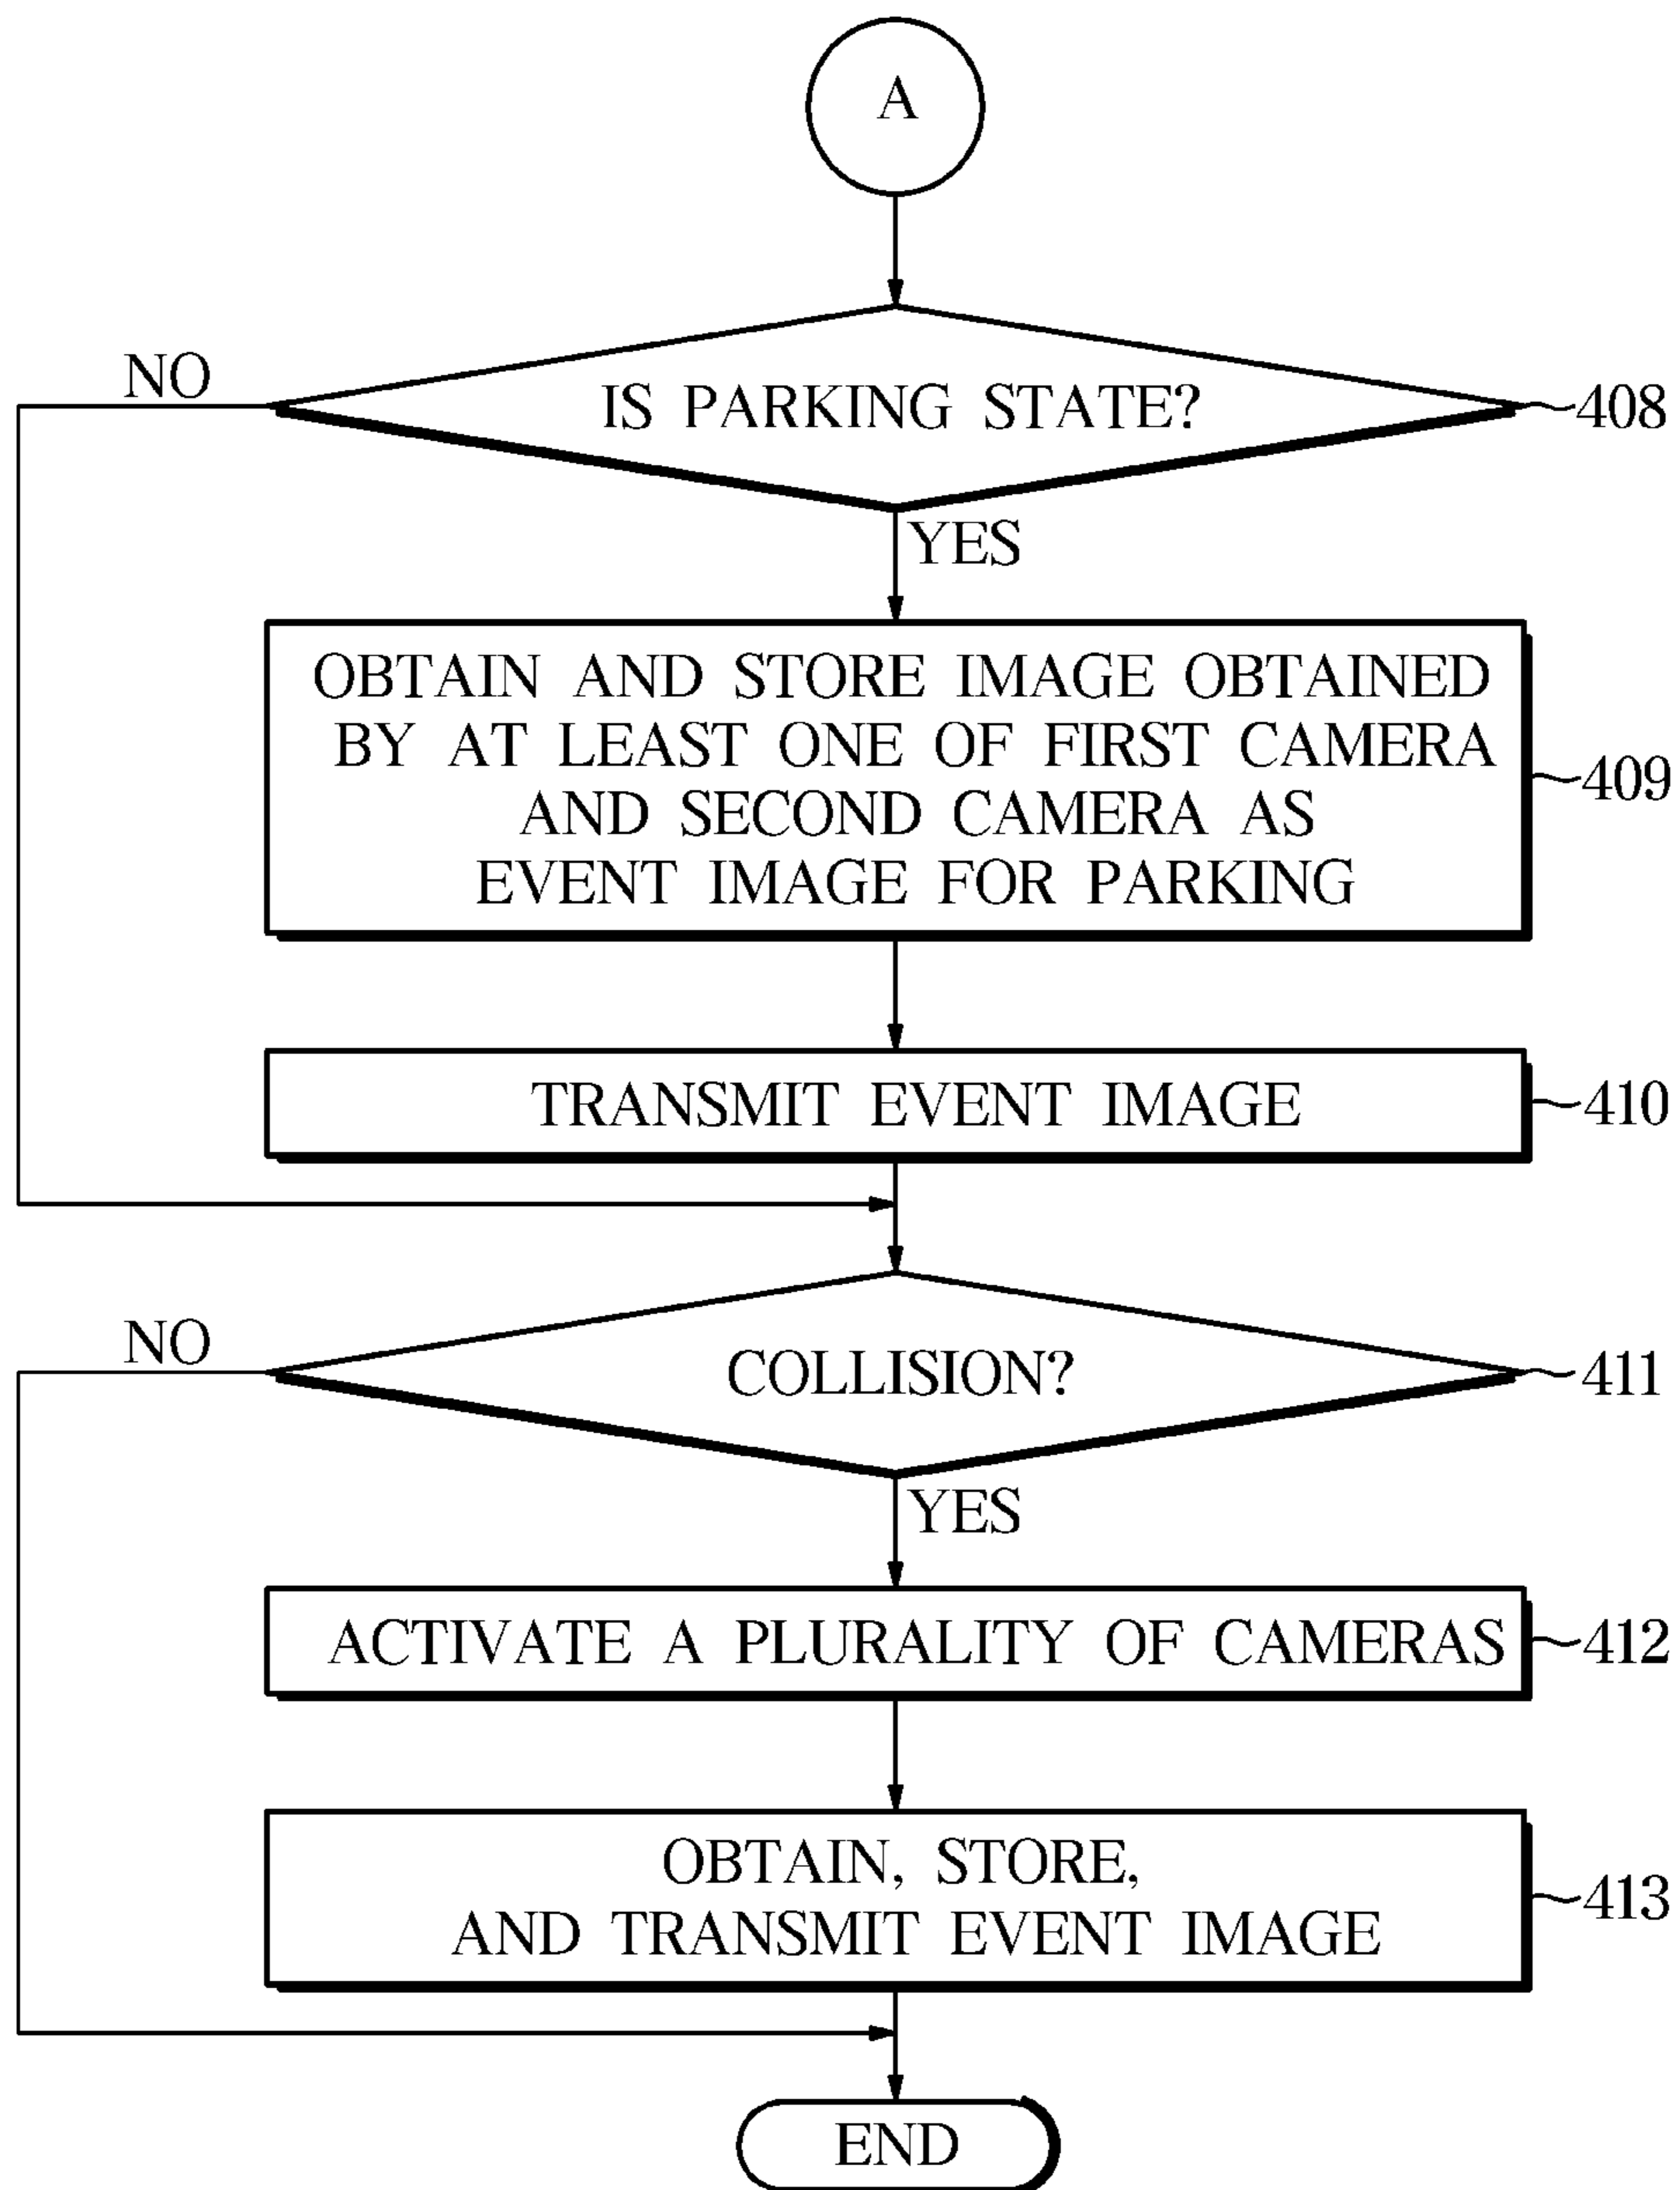 A
NO
IS PARKING STATE?
408
YES
OBTAIN AND STORE IMAGE OBTAINED
BY AT LEAST ONE OF FIRST CAMERA
AND SECOND CAMERA AS
EVENT IMAGE FOR PARKING
409
TRANSMIT EVENT IMAGE
410
NO
COLLISION?
411
YES
ACTIVATE A PLURALITY OF CAMERAS
412
OBTAIN, STORE,
AND TRANSMIT EVENT IMAGE
413
END